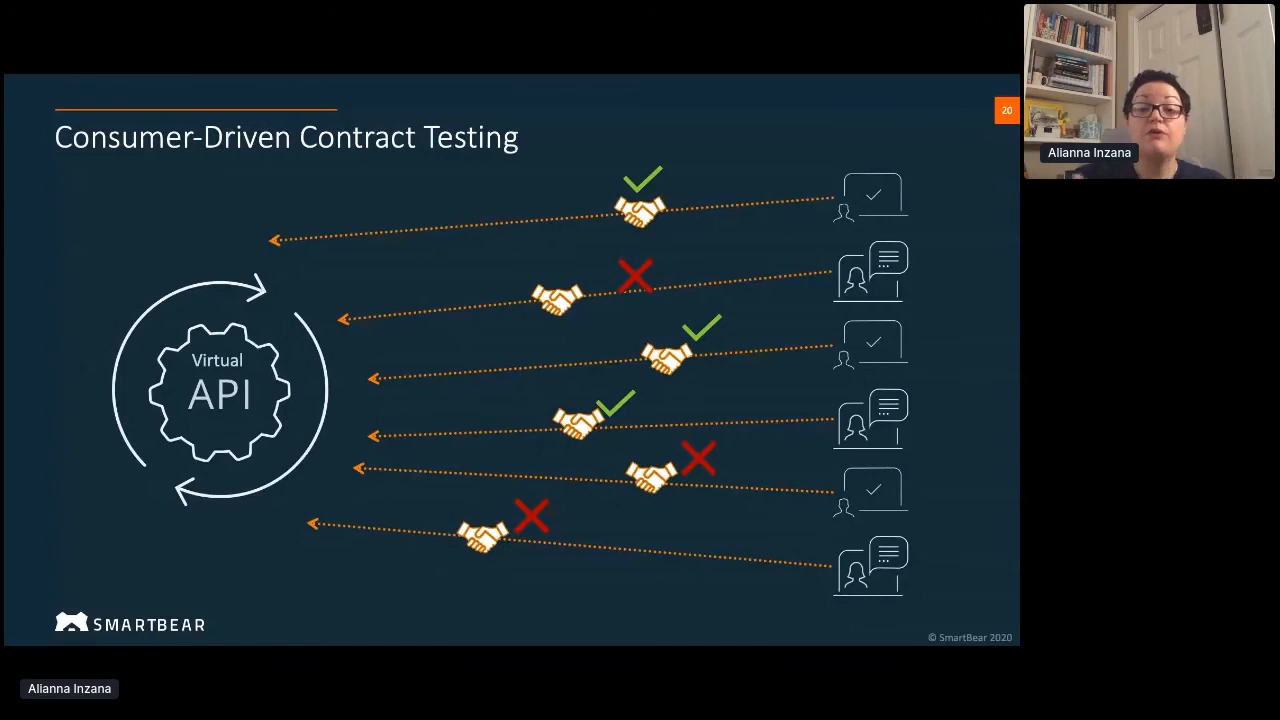 Consumer-Driven Contract Testing
20
Alianna Inzana
Virtual
API
SMARTBEAR
© SmartBear 2020
Alianna Inzana